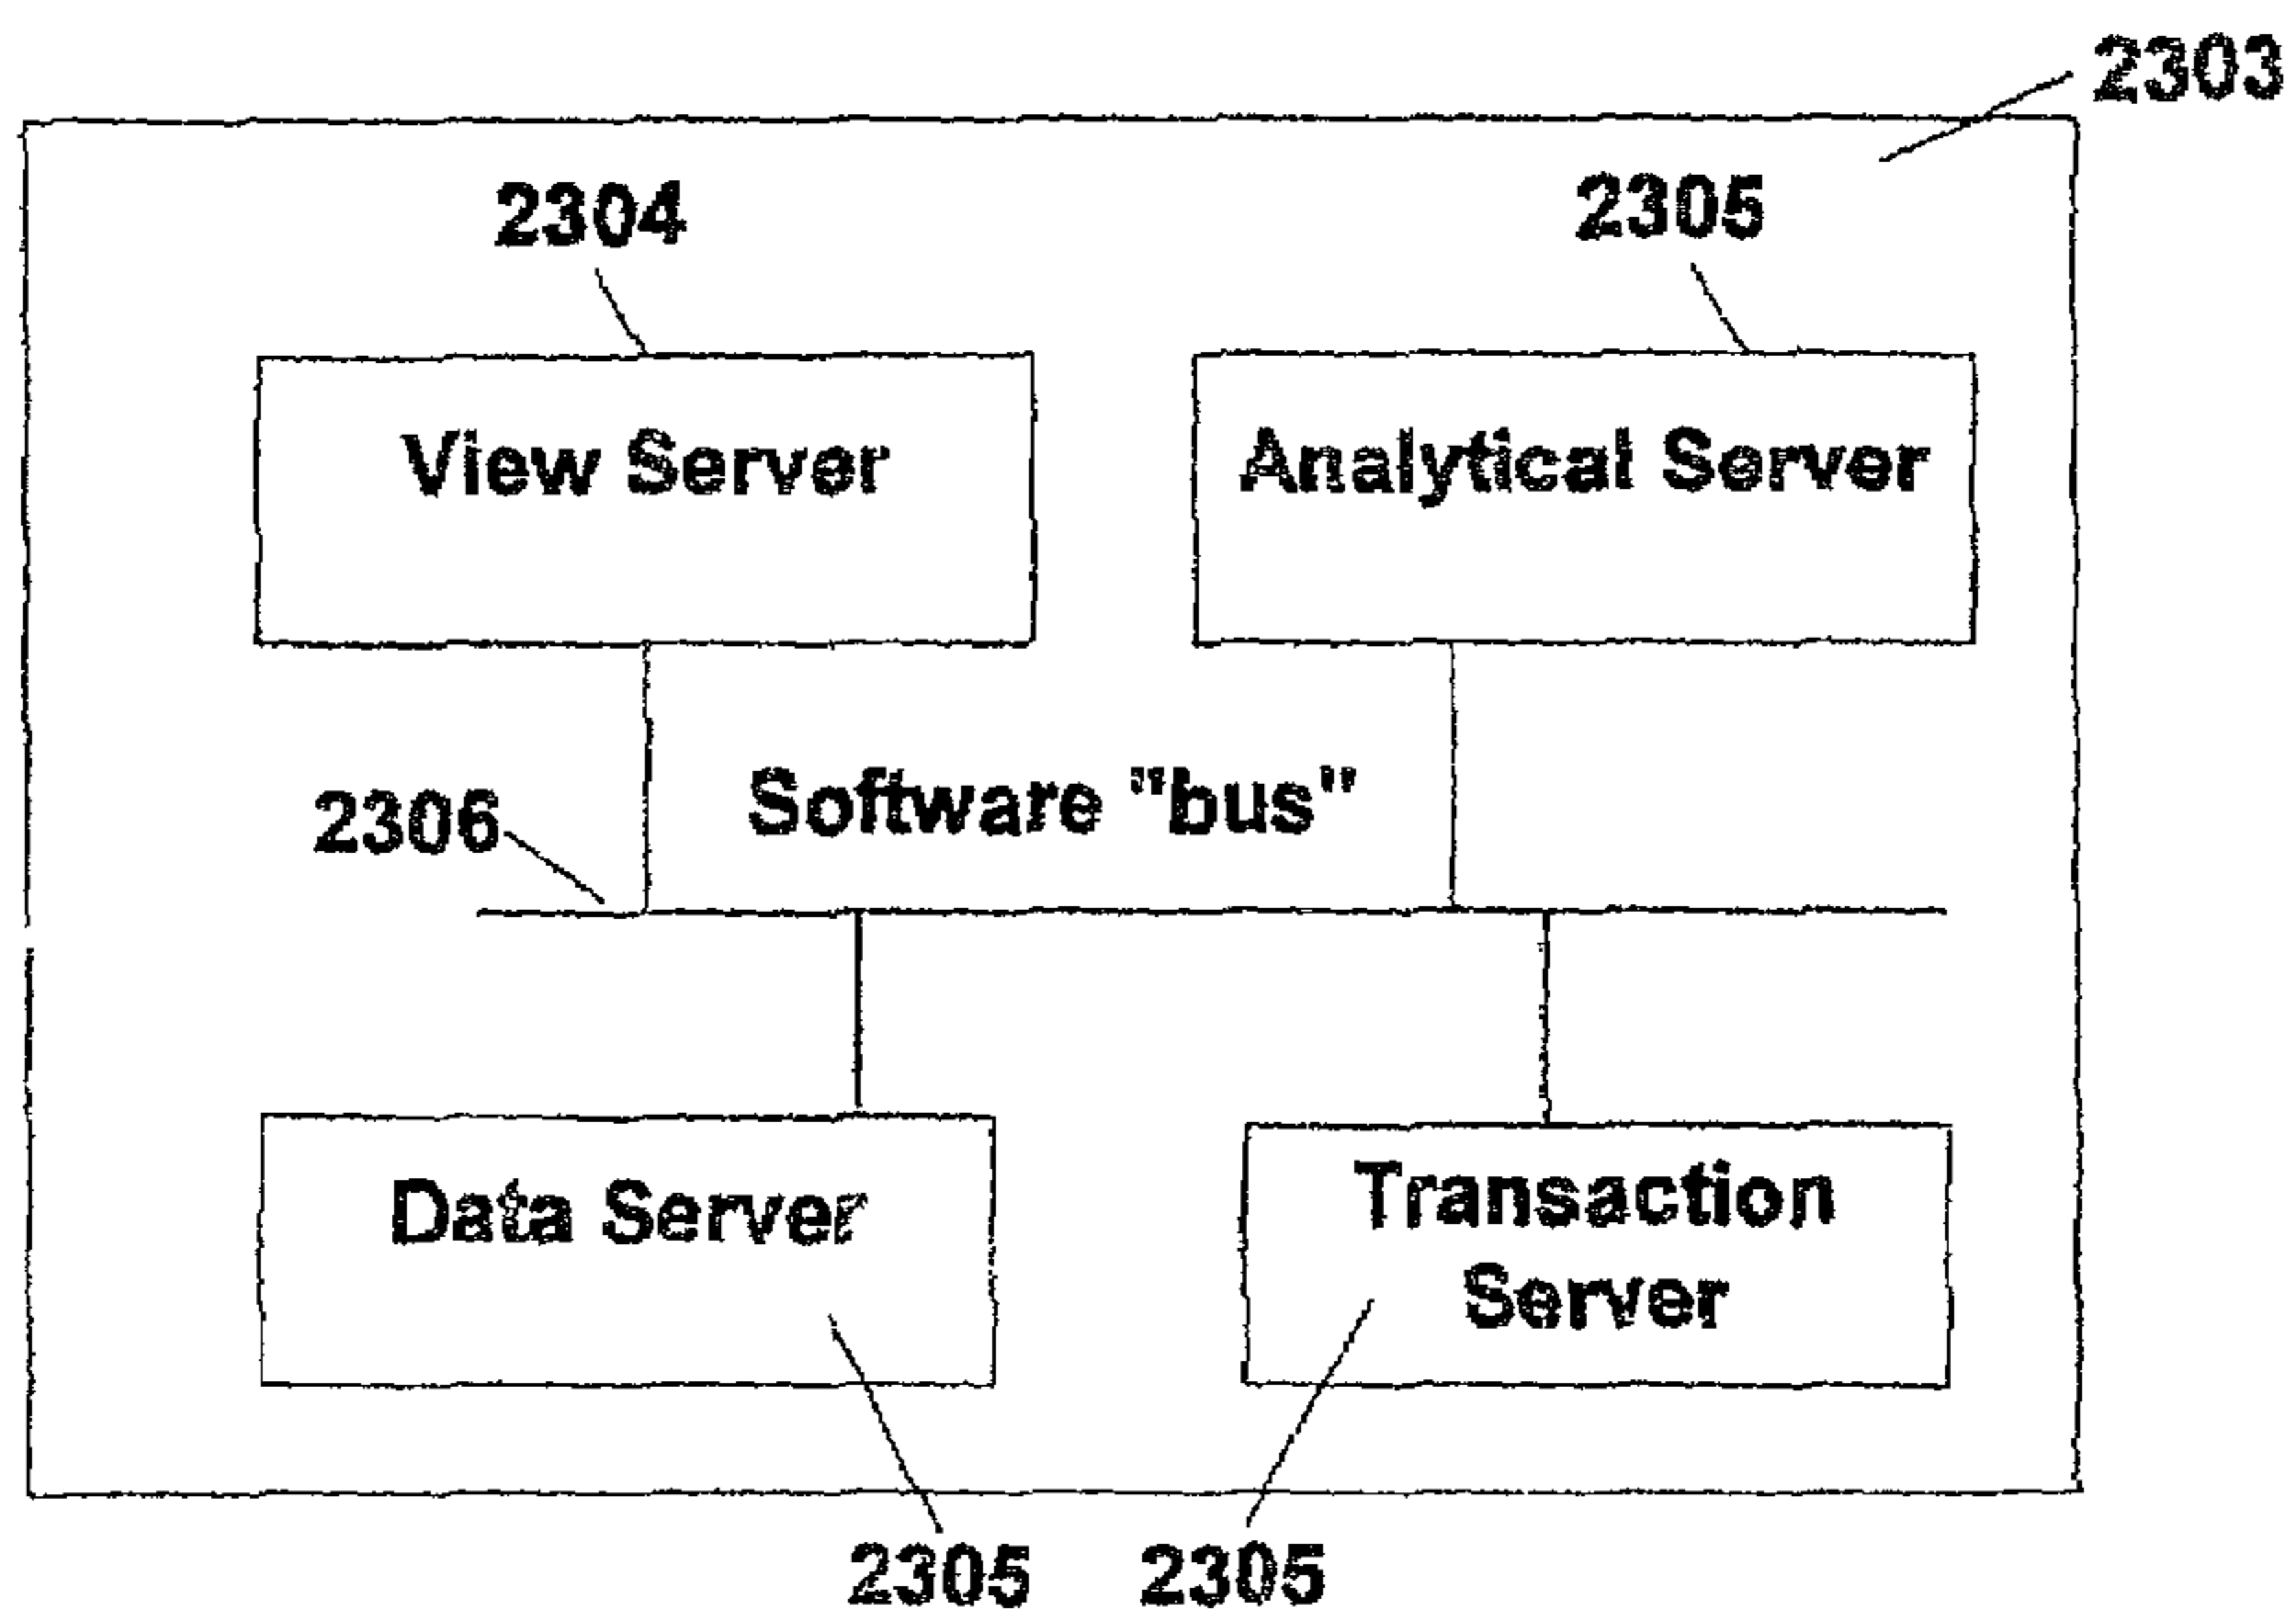 2303
2304
2305
View Server
Analytical Server
2306
Software "bus"
Data Server
Transaction
Server
2305
2305